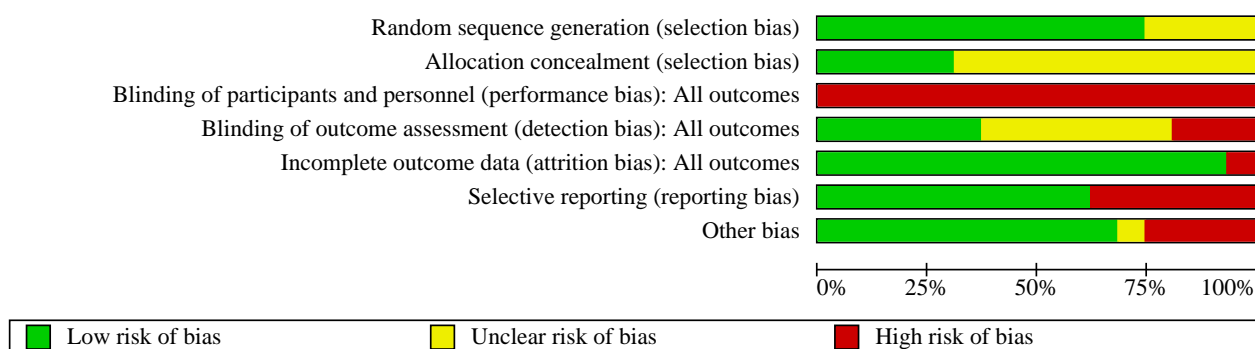 Random sequence generation (selection bias)
Allocation concealment (selection bias)
Blinding of participants and personnel (performance bias): All outcomes
Blinding of outcome assessment (detection bias): All outcomes
Incomplete outcome data (attrition bias): All outcomes
Selective reporting (reporting bias)
Other bias
0% 25% 50% 75% 100%
Low risk of bias Unclear risk of bias High risk of bias